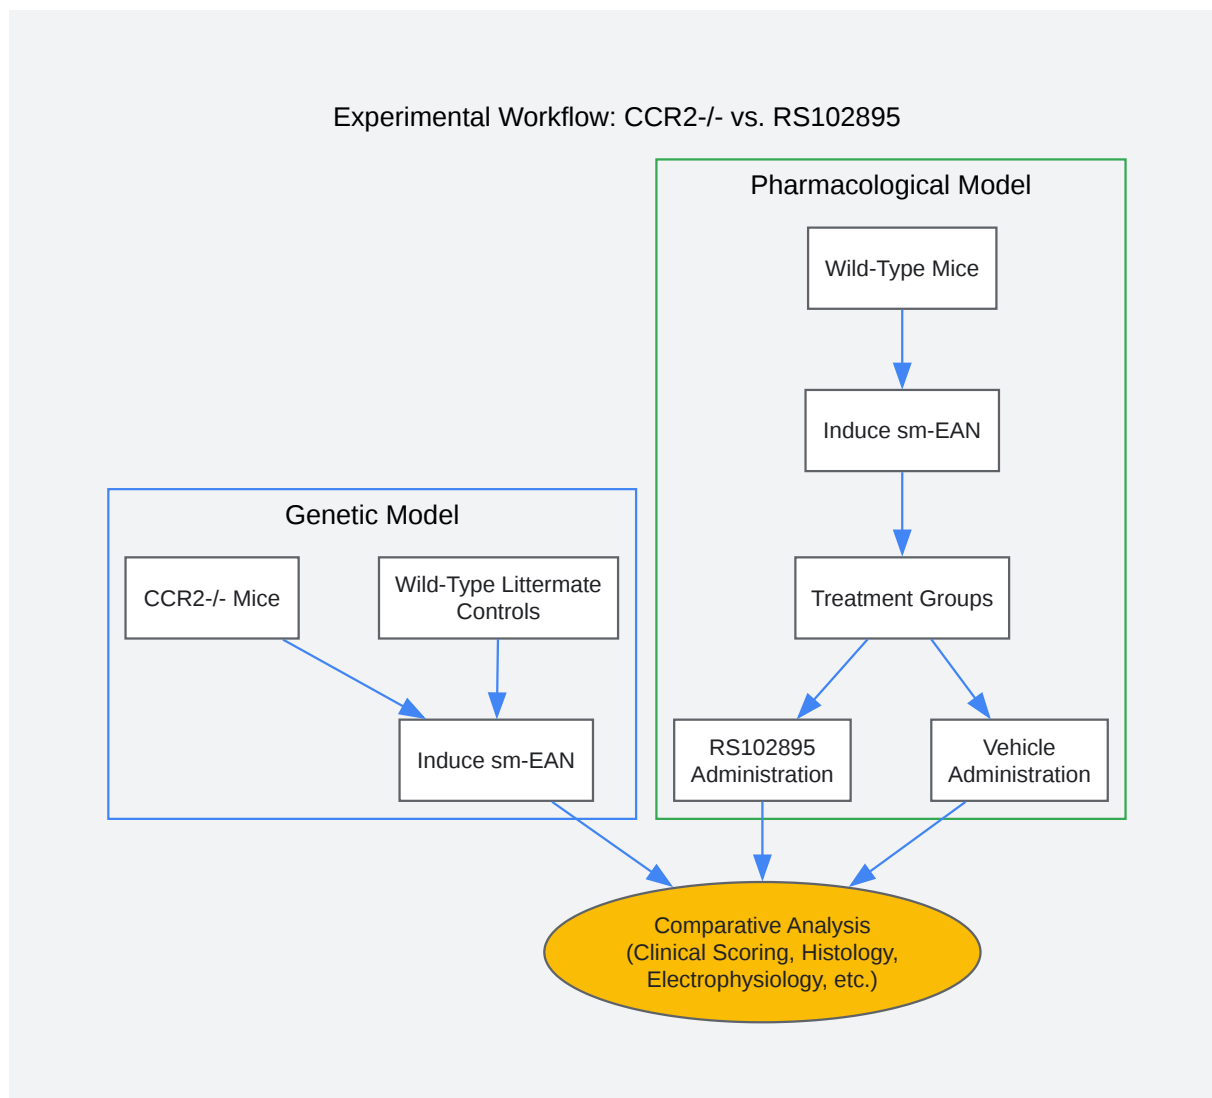 Experimental Workflow: CCR2-/- vs. RS102895
Pharmacological Model
Wild-Type Mice
Induce sm-EAN
Treatment Groups
RS102895
Administration
Vehicle
Administration
Genetic Model
CCR2-/- Mice
Wild-Type Littermate
Controls
Induce sm-EAN
Comparative Analysis
(Clinical Scoring, Histology,
Electrophysiology, etc.)